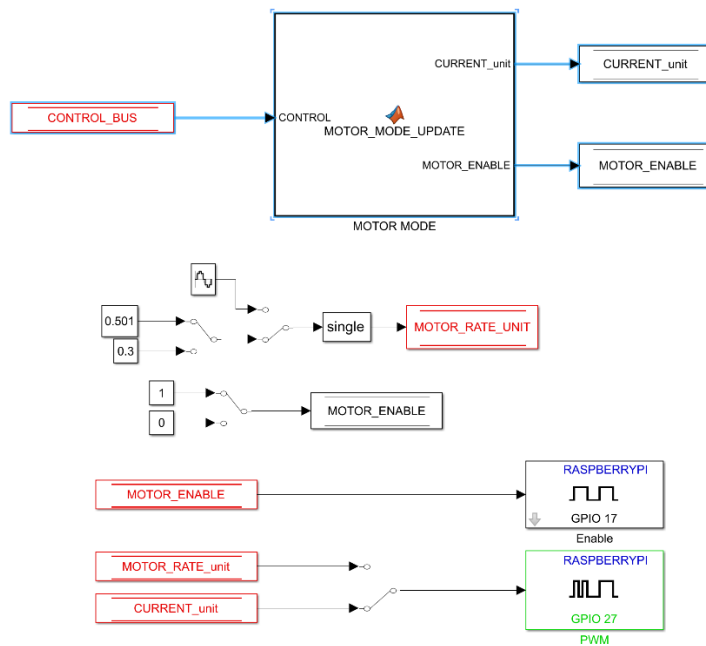 CURRENT_unit
CURRENT_unit
CONTROL_BUS
CONTROL
MOTOR_MODE_UPDATE
MOTOR_ENABLE
MOTOR_ENABLE
MOTOR MODE
0.501
single
MOTOR_RATE_UNIT
0.3
1
MOTOR_ENABLE
0
RASPBERRYPI
MOTOR_ENABLE
GPIO 17
Enable
RASPBERRYPI
MOTOR_RATE_unit
CURRENT_unit
GPIO 27
PWM